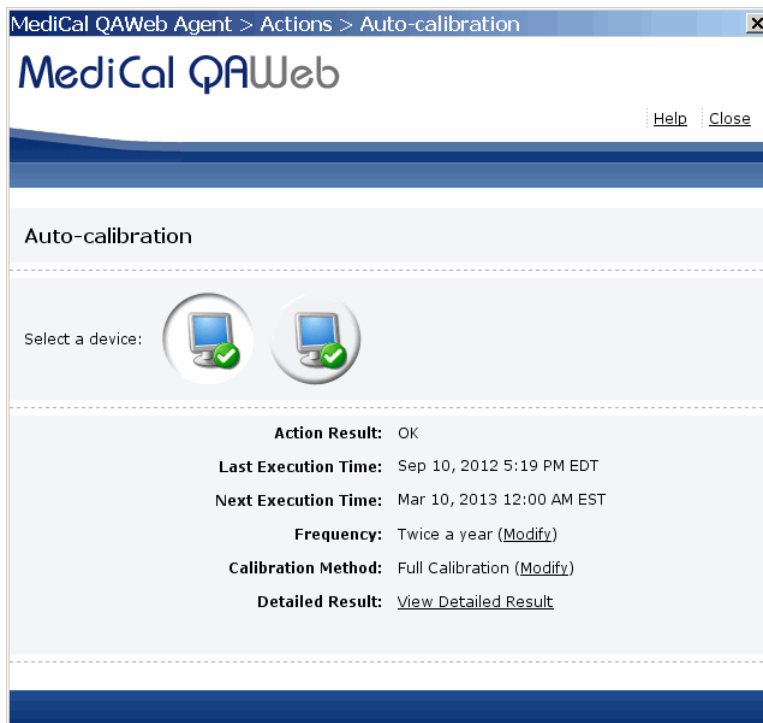 MediCal QAWeb Agent > Actions > Auto-calibration
MediCal QAWeb
Help Close
Auto-calibration
Select a device:
Action Result: OK
Last Execution Time: Sep 10, 2012 5:19 PM EDT
Next Execution Time: Mar 10, 2013 12:00 AM EST
Frequency: Twice a year (Modify)
Calibration Method: Full Calibration (Modify)
Detailed Result: View Detailed Result